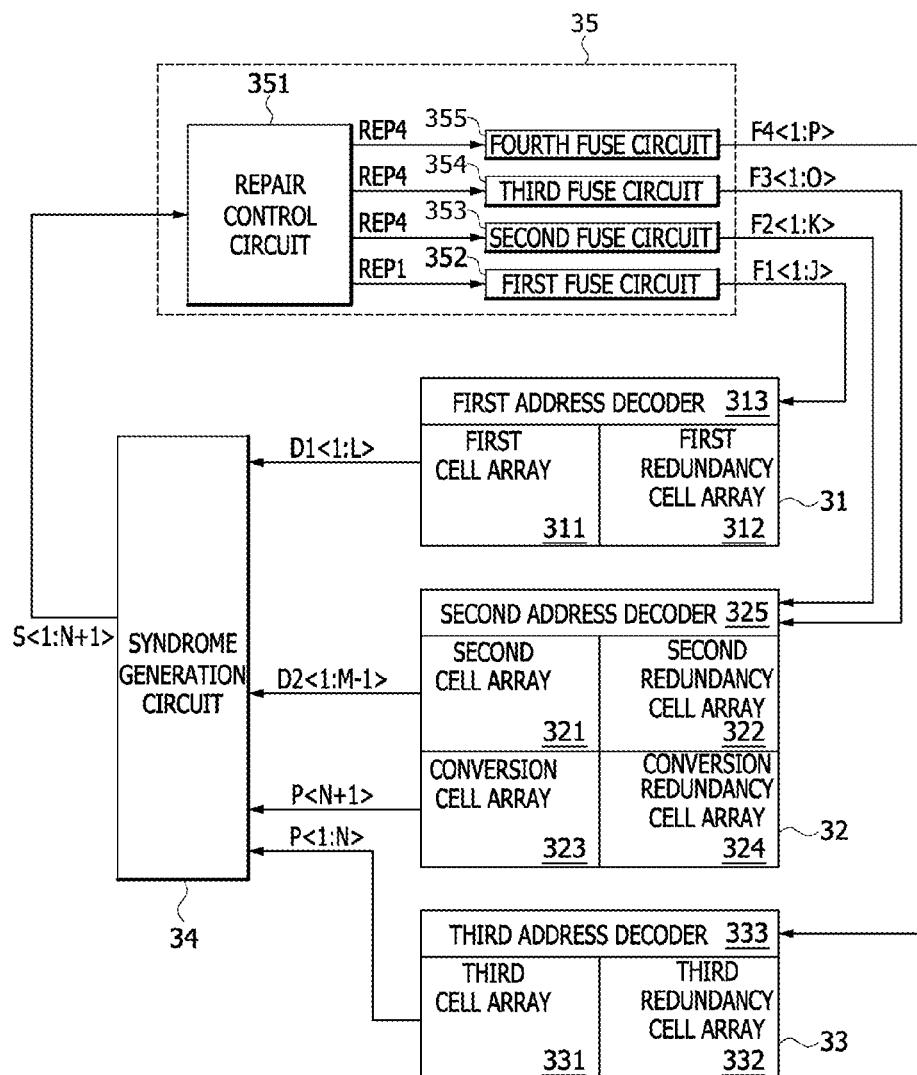 35
351
REPAIR
CONTROL
CIRCUIT
REP4
355
FOURTH FUSE CIRCUIT
F4<1:P>
REP4
354
THIRD FUSE CIRCUIT
F3<1:O>
REP4
353
SECOND FUSE CIRCUIT
F2<1:K>
REP1
352
FIRST FUSE CIRCUIT
F1<1:J>
FIRST ADDRESS DECODER 313
D1<1:L>
FIRST
CELL ARRAY
311
FIRST
REDUNDANCY
CELL ARRAY
312
31
S<1:N+1>
SYNDROME
GENERATION
CIRCUIT
34
SECOND ADDRESS DECODER 325
D2<1:M-1>
SECOND
CELL ARRAY
321
SECOND
REDUNDANCY
CELL ARRAY
322
P<N+1>
CONVERSION
CELL ARRAY
323
CONVERSION
REDUNDANCY
CELL ARRAY
324
32
P<1:N>
THIRD ADDRESS DECODER 333
THIRD
CELL ARRAY
331
THIRD
REDUNDANCY
CELL ARRAY
332
33